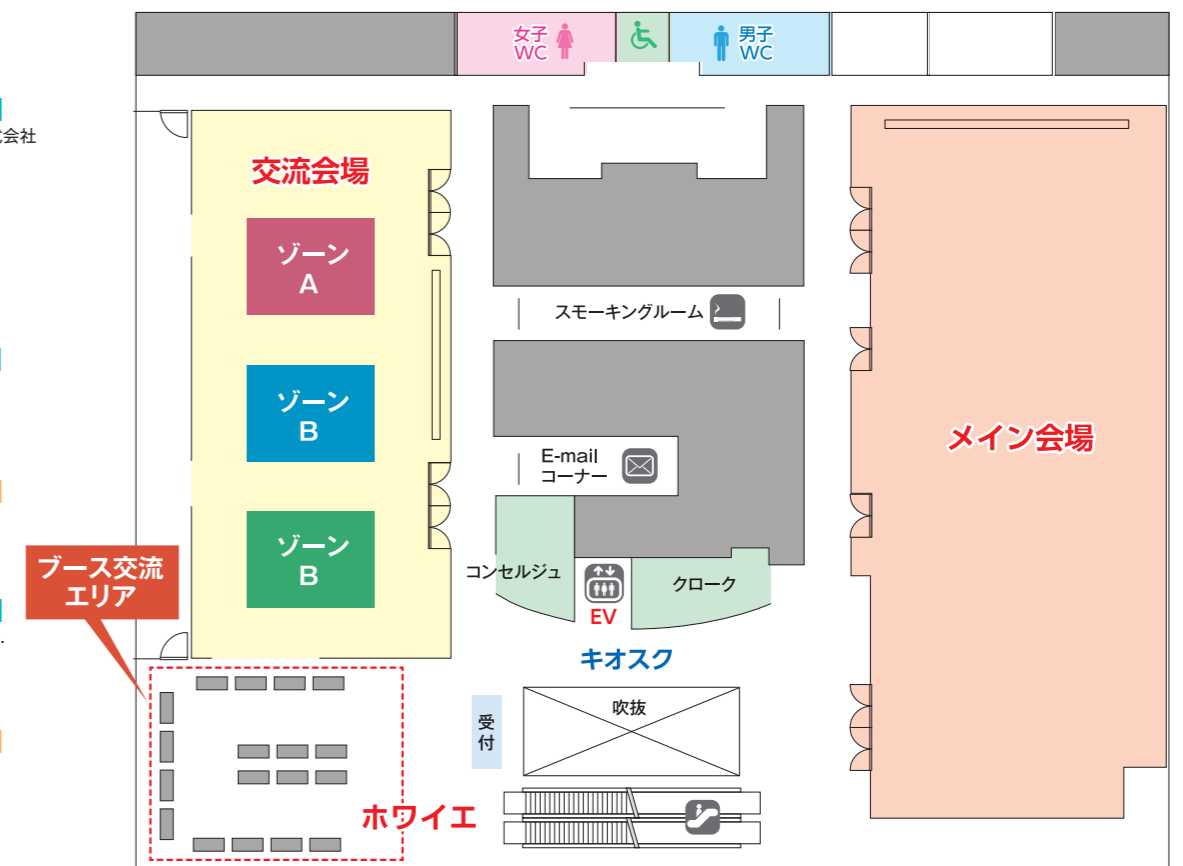 女子
WC
男子
WC
式会社
交流会場
ゾーン
A
スモーキングルーム
ゾーン
B
メイン会場
E-mail
コーナー
ゾーン
B
ブース交流
エリア
コンセルジュ
EV
クローク
キオスク
受
付
吹抜
ホワイエ